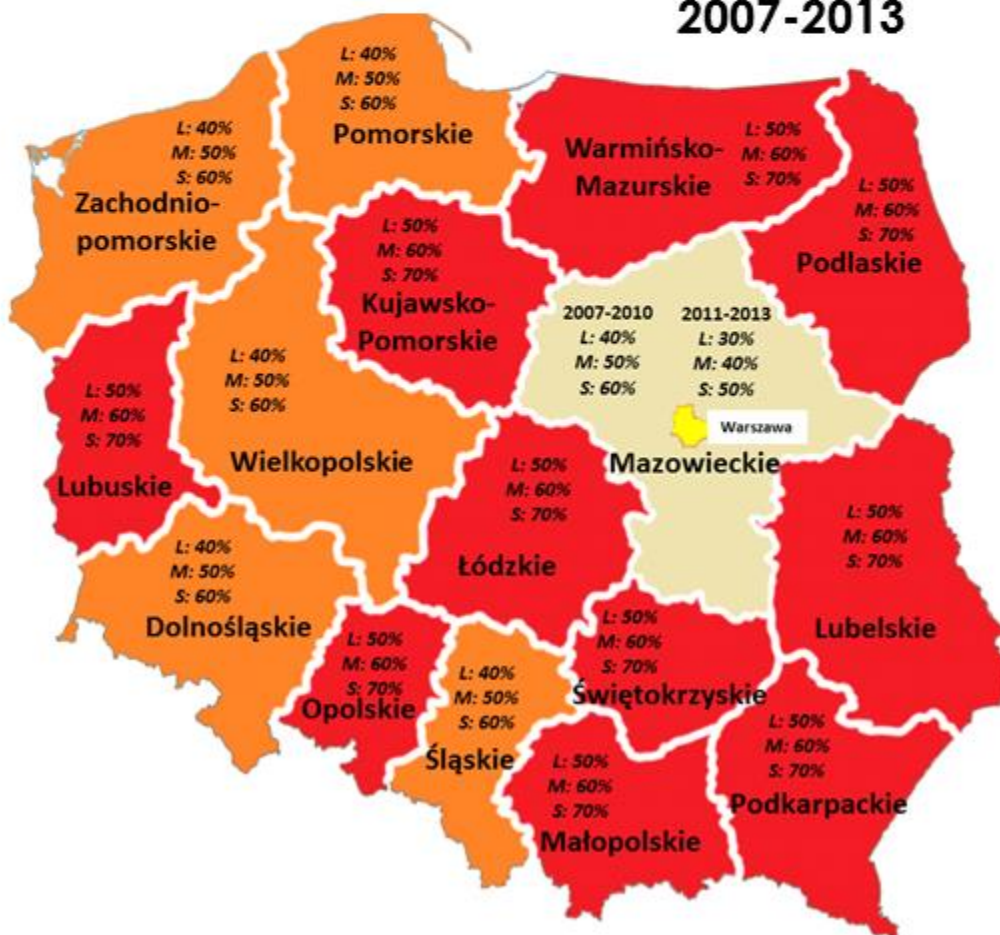 2007-2013
L: 40%
M: 50%
S: 60%
Pomorskie
L: 40%
M: 50%
S: 60%
Zachodnio-
pomorskie
L: 50%
M: 60%
S: 70%
Warmińsko-
Mazurskie
L: 50%
M: 60%
S: 70%
Podlaskie
L: 50%
M: 60%
S: 70%
Kujawsko-
Pomorskie
2007-2010
L: 40%
M: 50%
S: 60%
2011-2013
L: 30%
M: 40%
S: 50%
Warszawa
Mazowieckie
L: 40%
M: 50%
S: 60%
Wielkopolskie
L: 50%
M: 60%
S: 70%
Lubuskie
L: 50%
M: 60%
S: 70%
Łódzkie
L: 50%
M: 60%
S: 70%
Lubelskie
L: 40%
M: 50%
S: 60%
Dolnośląskie
L: 50%
M: 60%
S: 70%
Opolskie
L: 40%
M: 50%
S: 60%
Śląskie
L: 50%
M: 60%
S: 70%
Świętokrzyskie
L: 50%
M: 60%
S: 70%
Małopolskie
L: 50%
M: 60%
S: 70%
Podkarpackie